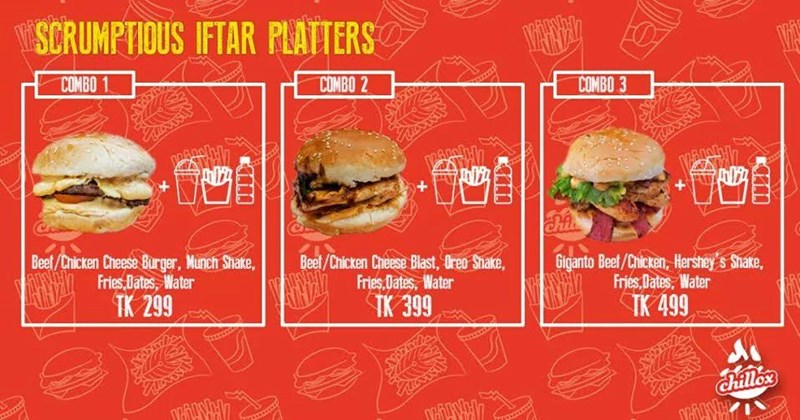 SCRUMPTIOUS IFTAR PLATTERS
COMBO 1
Beef/Chicken Cheese Burger, Munch Shake,
Fries,Dates, Water
TK 299
COMBO 2
Beef/Chicken Cheese Blast, Oreo Shake,
Fries,Dates, Water
TK 399
COMBO 3
Giganto Beef/Chicken, Hershey's Shake,
Fries,Dates, Water
TK 499
chillox